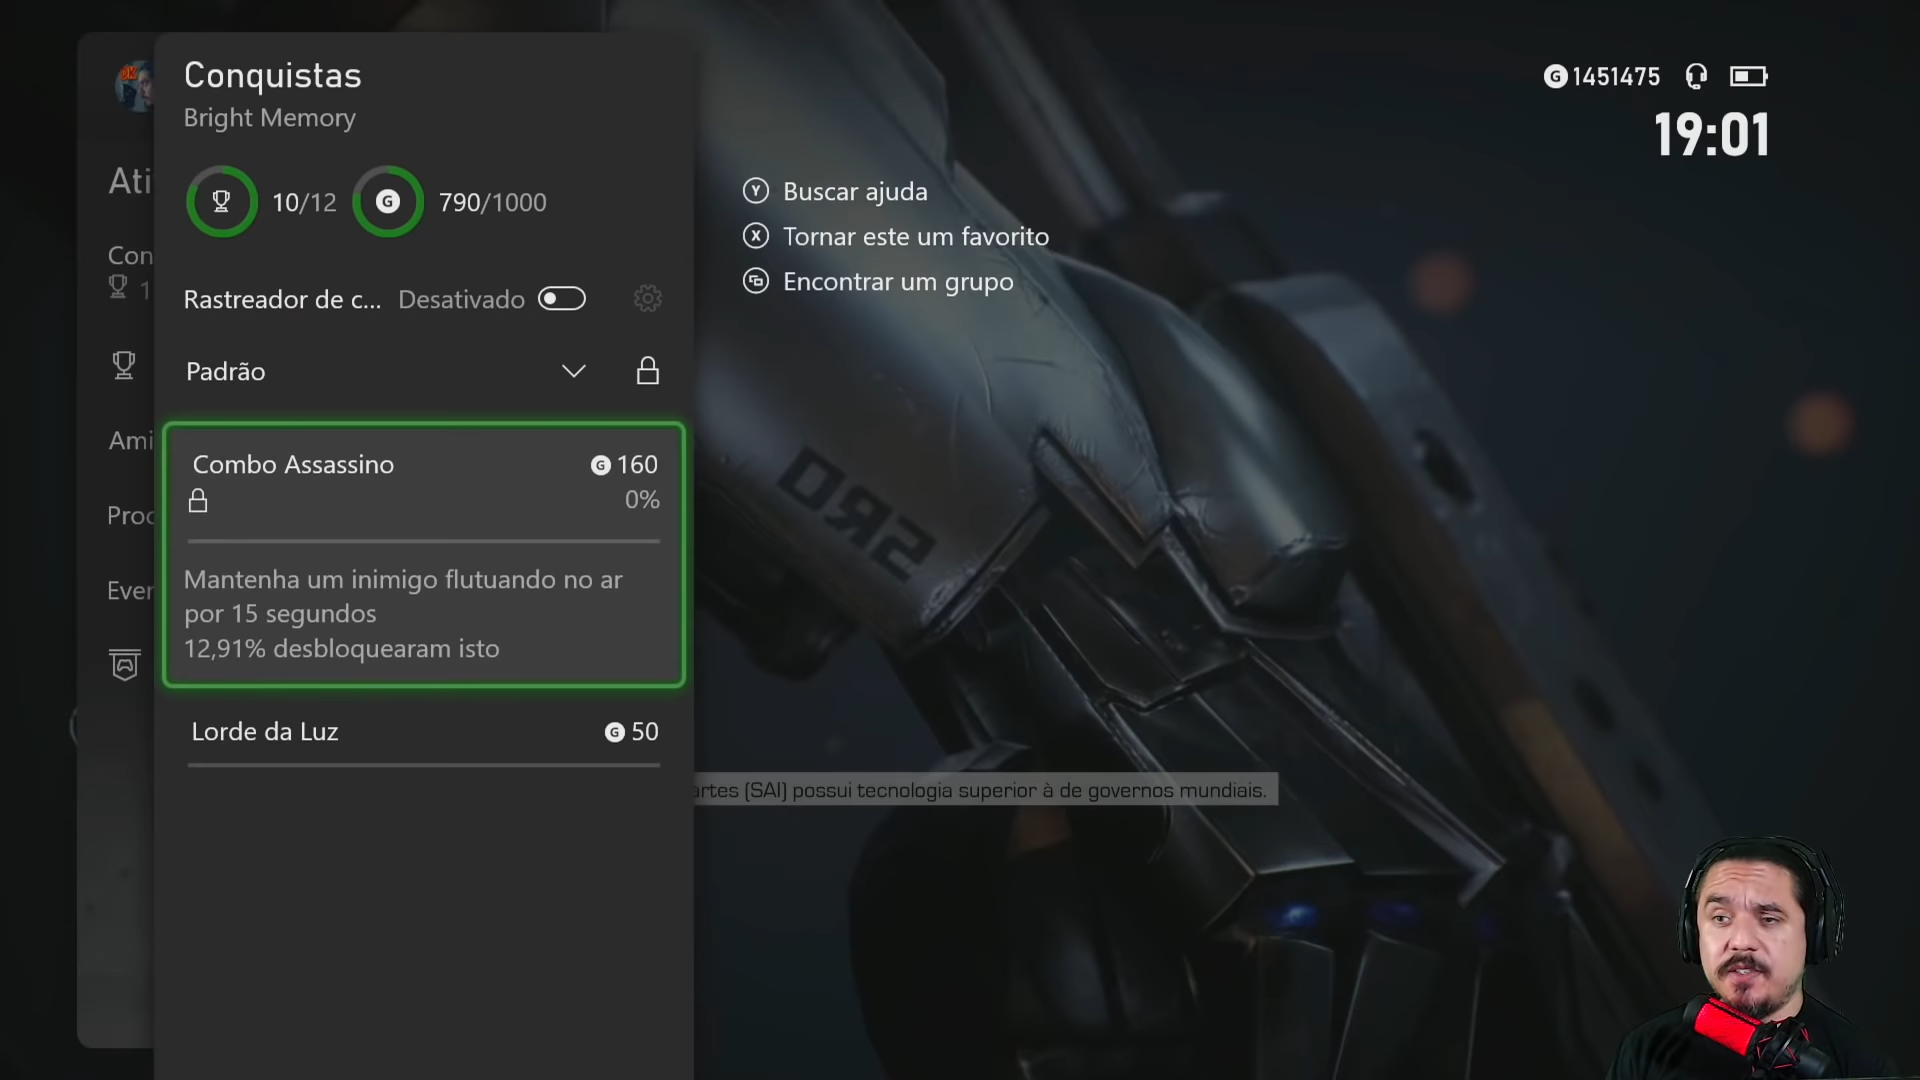 Conquistas
Bright Memory
10/12
G
790/1000
Rastreador de c... Desativado
Padrão
Combo Assassino
G 160
0%
Mantenha um inimigo flutuando no ar
por 15 segundos
12,91% desbloquearam isto
Lorde da Luz
G 50
Ati
Con
1
Ami
Proc
Ever
Y Buscar ajuda
X Tornar este um favorito
Encontrar um grupo
G 1451475
19:01
SRD
artes (SAI) possui tecnologia superior à de governos mundiais.